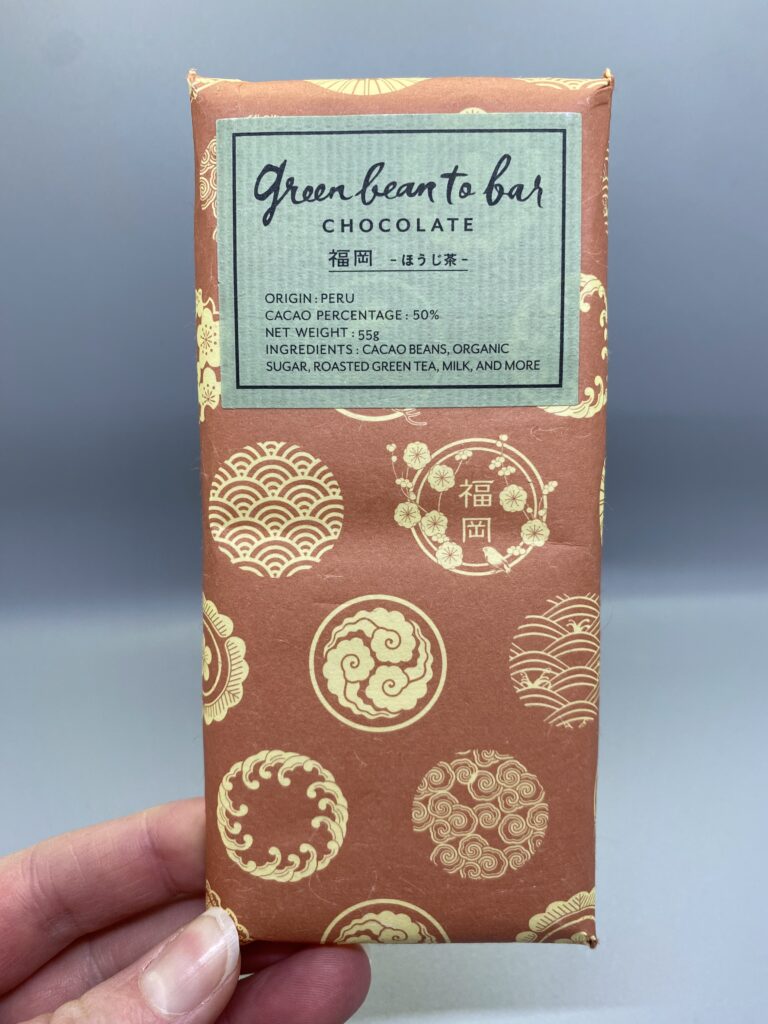 green bean to bar
CHOCOLATE
福岡 -ほうじ茶-
ORIGIN : PERU
CACAO PERCENTAGE : 50%
NET WEIGHT : 55g
INGREDIENTS : CACAO BEANS, ORGANIC
SUGAR, ROASTED GREEN TEA, MILK, AND MORE
福
岡